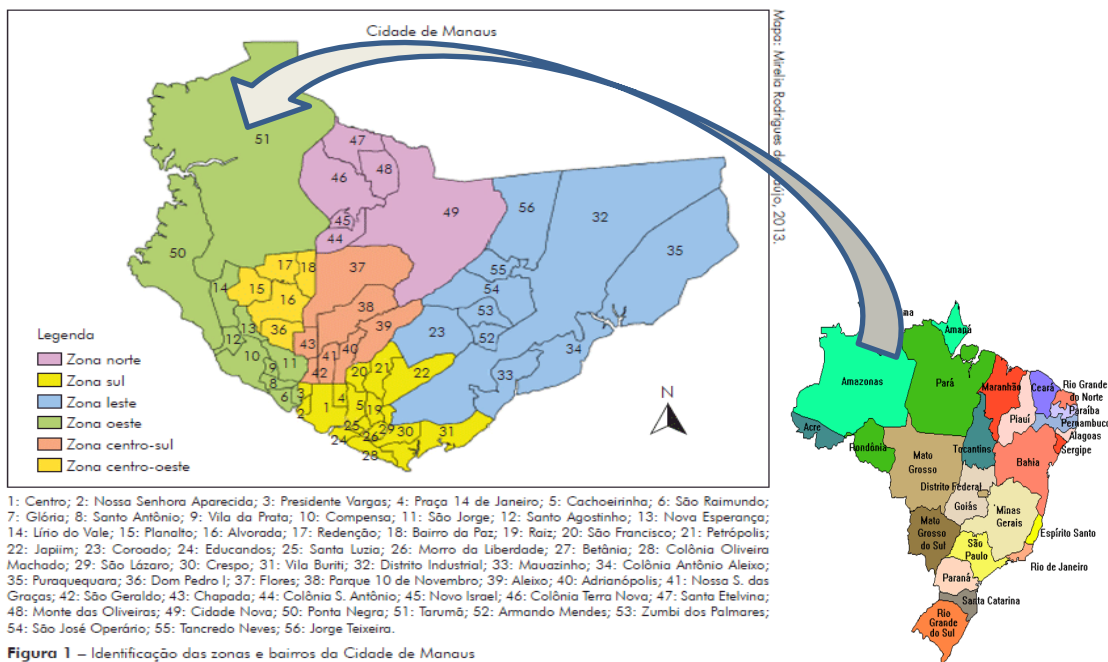 Cidade de Manaus
Mapa: Mirelia Rodrigues de Araújo, 2013.
47
48
51
46
49
56
32
45
44
35
50
37
17
18
55
14
15
54
16
38
53
39
23
13
36
52
12
43
40
34
10
11
41
9
42
20
21
22
33
8
6
3
4
2
1
5
19
25
29
30
31
24
26
28
N
Legenda
Zona norte
Zona sul
Zona leste
Zona oeste
Zona centro-sul
Zona centro-oeste
1: Centro; 2: Nossa Senhora Aparecida; 3: Presidente Vargas; 4: Praça 14 de Janeiro; 5: Cachoeirinha; 6: São Raimundo;
7: Glória; 8: Santo Antônio; 9: Vila da Prata; 10: Compensa; 11: São Jorge; 12: Santo Agostinho; 13: Nova Esperança;
14: Lírio do Vale; 15: Planalto; 16: Alvorada; 17: Redenção; 18: Bairro da Paz; 19: Raiz; 20: São Francisco; 21: Petrópolis;
22: Japiim; 23: Coroado; 24: Educandos; 25: Santa Luzia; 26: Morro da Liberdade; 27: Betânia; 28: Colônia Oliveira
Machado; 29: São Lázaro; 30: Crespo; 31: Vila Buriti; 32: Distrito Industrial; 33: Mauazinho; 34: Colônia Antônio Aleixo;
35: Puraquequara; 36: Dom Pedro I; 37: Flores; 38: Parque 10 de Novembro; 39: Aleixo; 40: Adrianópolis; 41: Nossa S. das
Graças; 42: São Geraldo; 43: Chapada; 44: Colônia S. Antônio; 45: Novo Israel; 46: Colônia Terra Nova; 47: Santa Etelvina;
48: Monte das Oliveiras; 49: Cidade Nova; 50: Ponta Negra; 51: Tarumã; 52: Armando Mendes; 53: Zumbi dos Palmares;
54: São José Operário; 55: Tancredo Neves; 56: Jorge Teixeira.
Figura 1 – Identificação das zonas e bairros da Cidade de Manaus
Amapá
Amazonas
Pará
Maranhão
Ceará
Rio Grande
do Norte
Paraíba
Piauí
Pernambuco
Acre
Alagoas
Rondônia
Tocantins
Sergipe
Mato
Grosso
Bahia
Distrito Federal
Goiás
Minas
Gerais
Mato
Grosso
do Sul
Espírito Santo
São
Paulo
Rio de Janeiro
Paraná
Santa Catarina
Rio
Grande
do Sul